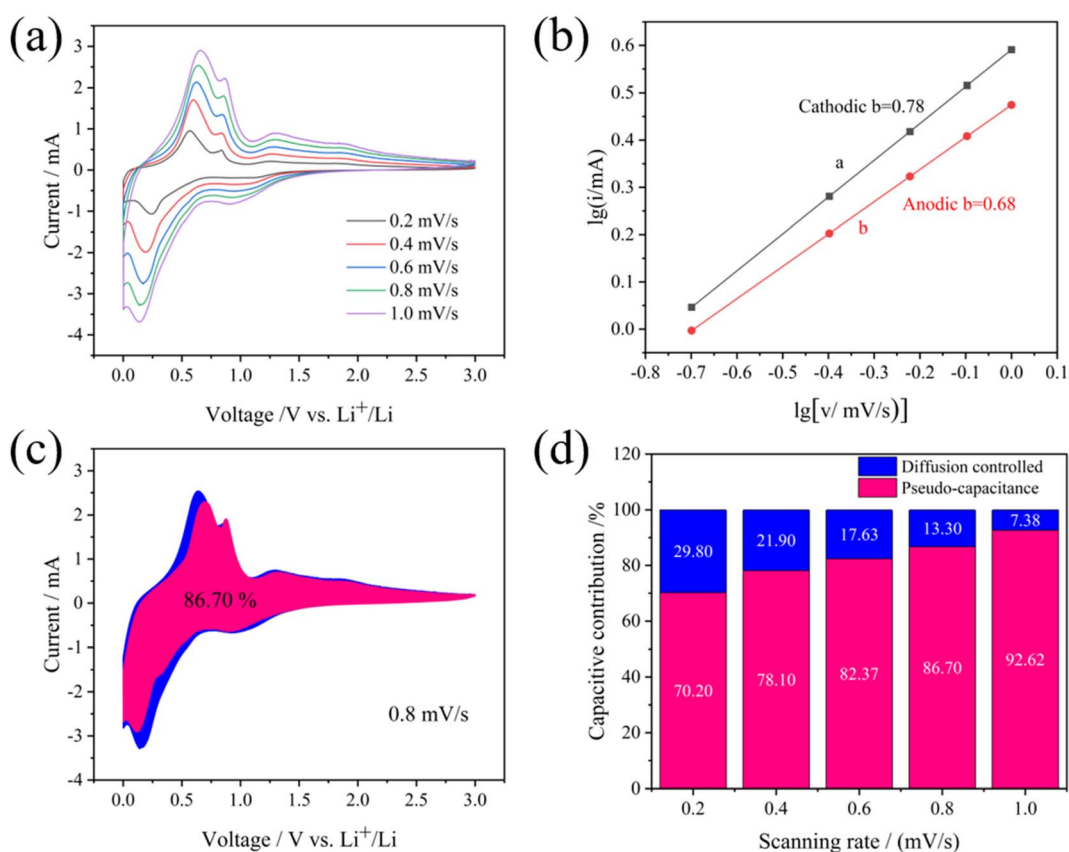 (a)
Current / mA
3
2
1
0
-1
-2
-3
-4
0.2 mV/s
0.4 mV/s
0.6 mV/s
0.8 mV/s
1.0 mV/s
0.0 0.5 1.0 1.5 2.0 2.5 3.0
Voltage /V vs. Li⁺/Li
(b)
lg(i/mA)
0.6
0.5
0.4
0.3
0.2
0.1
0.0
Cathodic b=0.78
a
Anodic b=0.68
b
-0.8 -0.7 -0.6 -0.5 -0.4 -0.3 -0.2 -0.1 0.0 0.1
lg[v/ mV/s)]
(c)
Current / mA
3
2
1
0
-1
-2
-3
-4
86.70 %
0.8 mV/s
0.0 0.5 1.0 1.5 2.0 2.5 3.0
Voltage / V vs. Li⁺/Li
(d)
Capacitive contribution /%
120
100
80
60
40
20
0
Diffusion controlled
Pseudo-capacitance
29.80 21.90 17.63 13.30 7.38
70.20 78.10 82.37 86.70 92.62
0.2 0.4 0.6 0.8 1.0
Scanning rate / (mV/s)